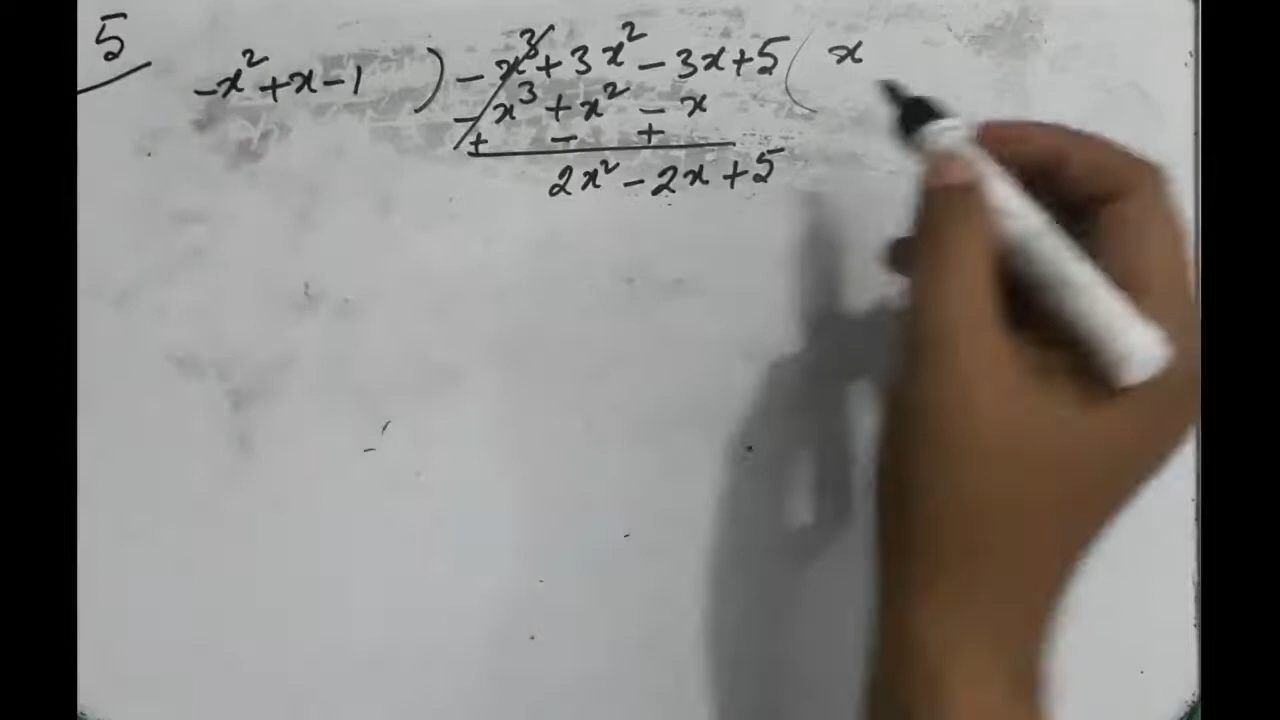 5
-x² + x - 1 ) - x³ + 3x² - 3x + 5 ( x
- x³ + x² - x
+ - +
2x² - 2x + 5